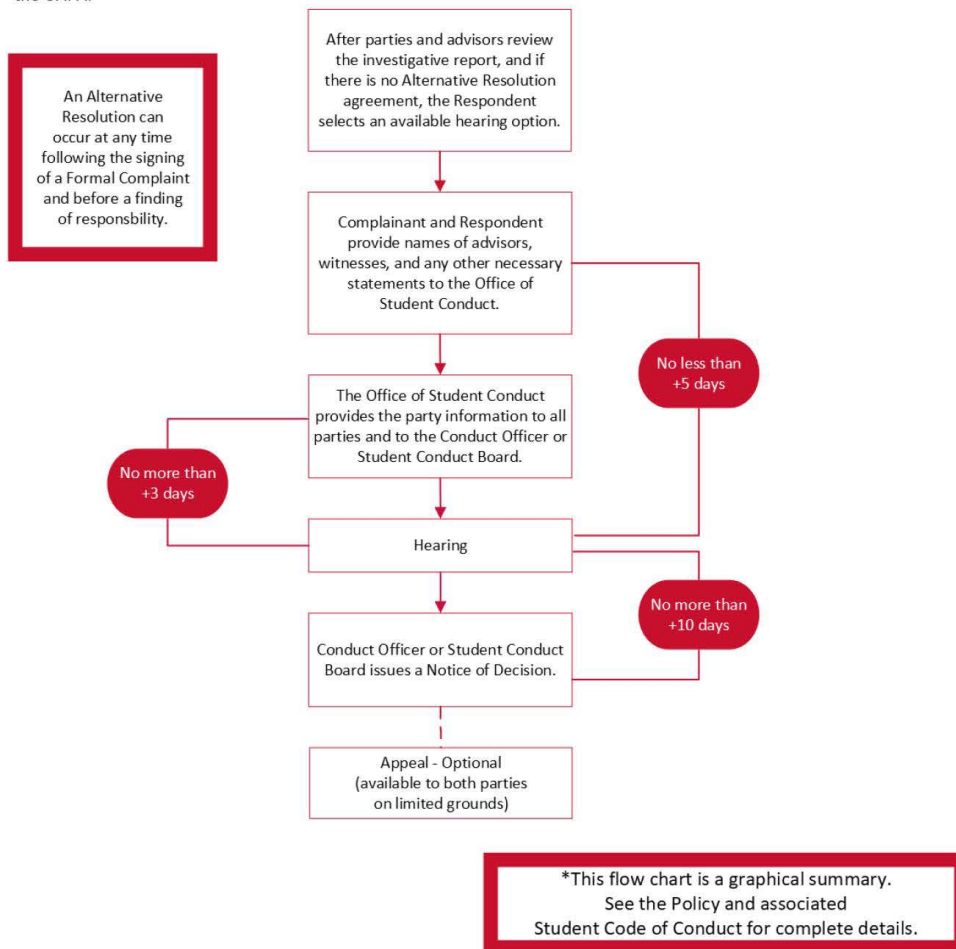 After parties and advisors review
the investigative report, and if
there is no Alternative Resolution
agreement, the Respondent
selects an available hearing option.
An Alternative
Resolution can
occur at any time
following the signing
of a Formal Complaint
and before a finding
of responsbility.
Complainant and Respondent
provide names of advisors,
witnesses, and any other necessary
statements to the Office of
Student Conduct.
No less than
+5 days
The Office of Student Conduct
provides the party information to all
parties and to the Conduct Officer or
Student Conduct Board.
No more than
+3 days
Hearing
No more than
+10 days
Conduct Officer or Student Conduct
Board issues a Notice of Decision.
Appeal - Optional
(available to both parties
on limited grounds)
*This flow chart is a graphical summary.
See the Policy and associated
Student Code of Conduct for complete details.